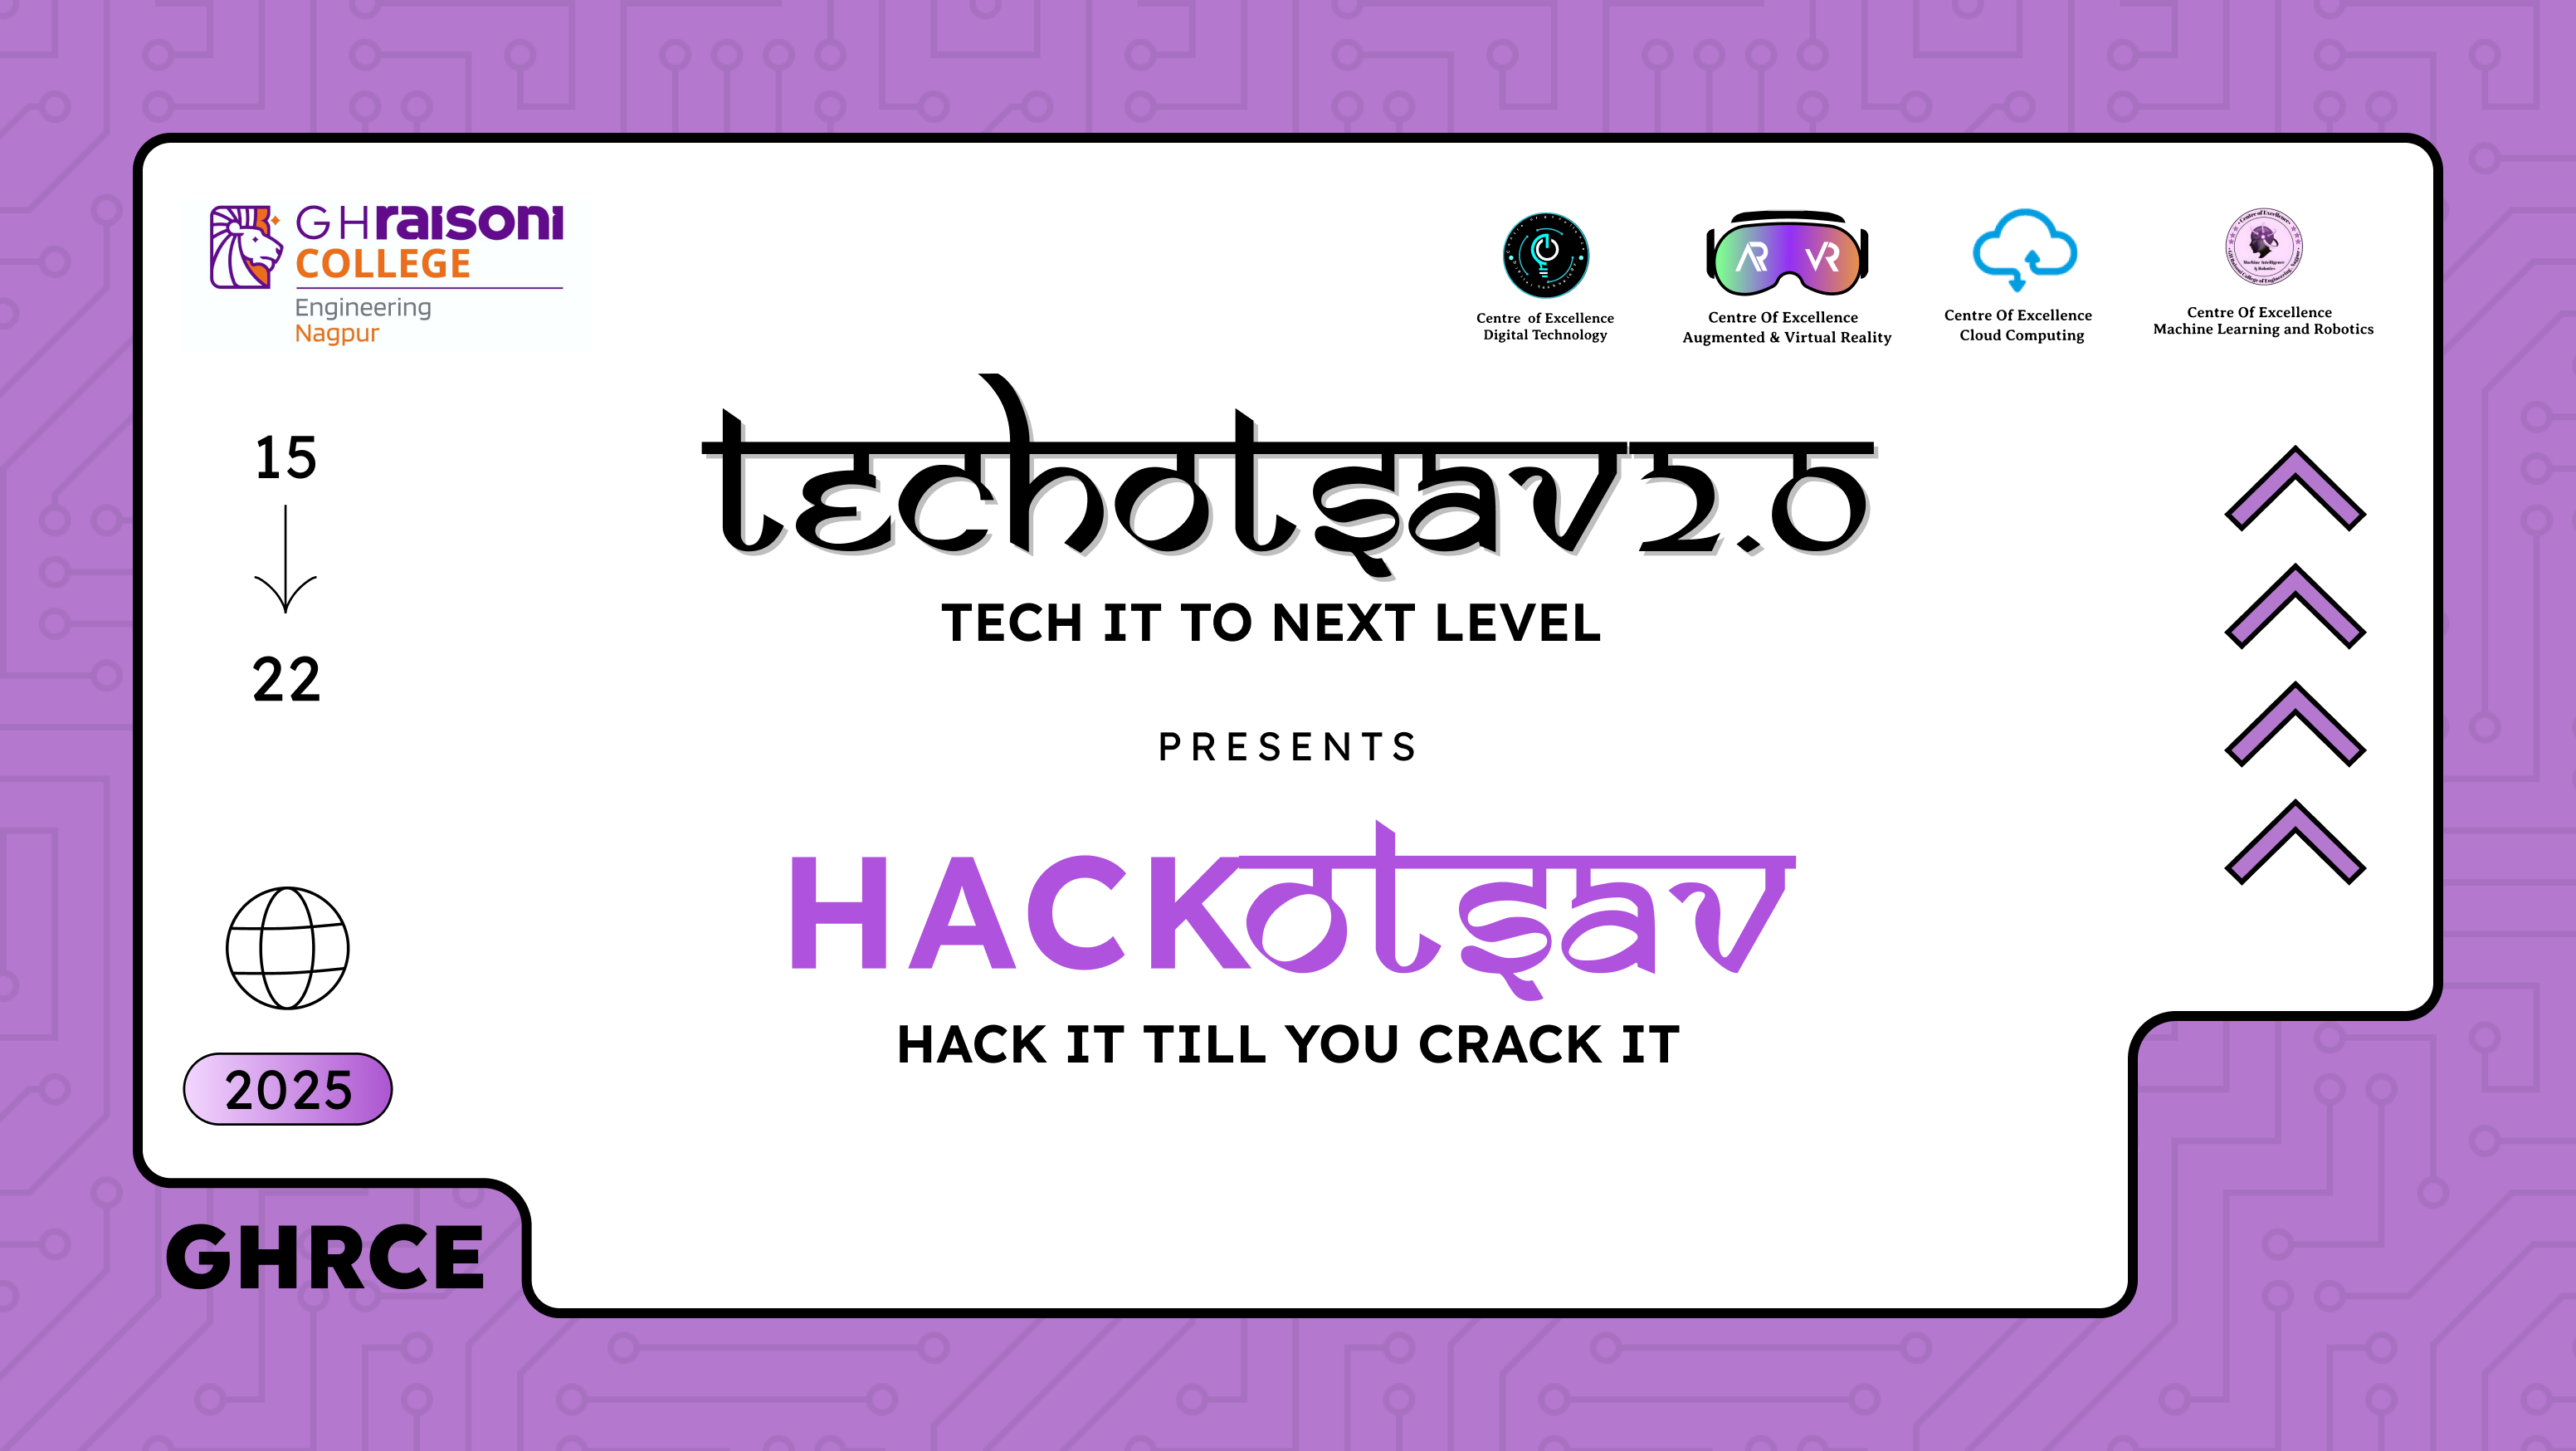 GHraisoni
COLLEGE
Engineering
Nagpur
Centre of Excellence
Digital Technology
AR VR
Centre Of Excellence
Augmented & Virtual Reality
Centre Of Excellence
Cloud Computing
Centre Of Excellence
Machine Learning and Robotics
15
22
techotsav2.0
TECH IT TO NEXT LEVEL
PRESENTS
HACKotsav
HACK IT TILL YOU CRACK IT
2025
GHRCE